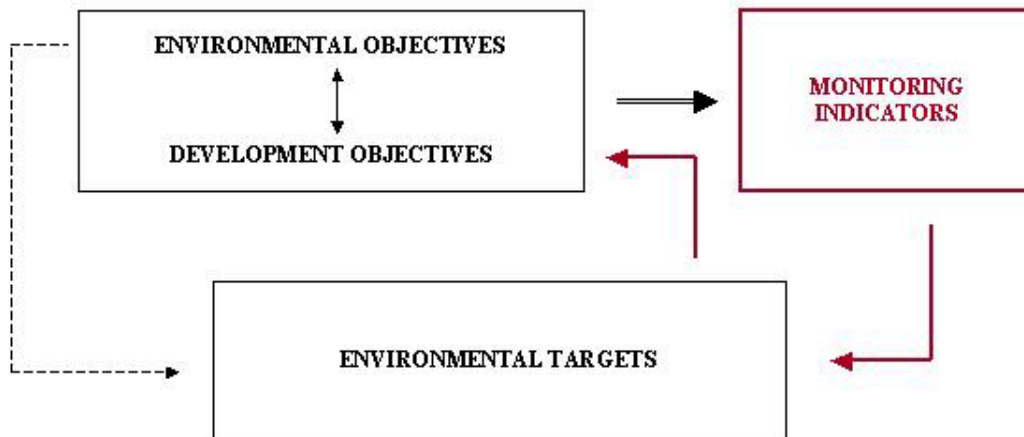 ENVIRONMENTAL OBJECTIVES
DEVELOPMENT OBJECTIVES
MONITORING
INDICATORS
ENVIRONMENTAL TARGETS